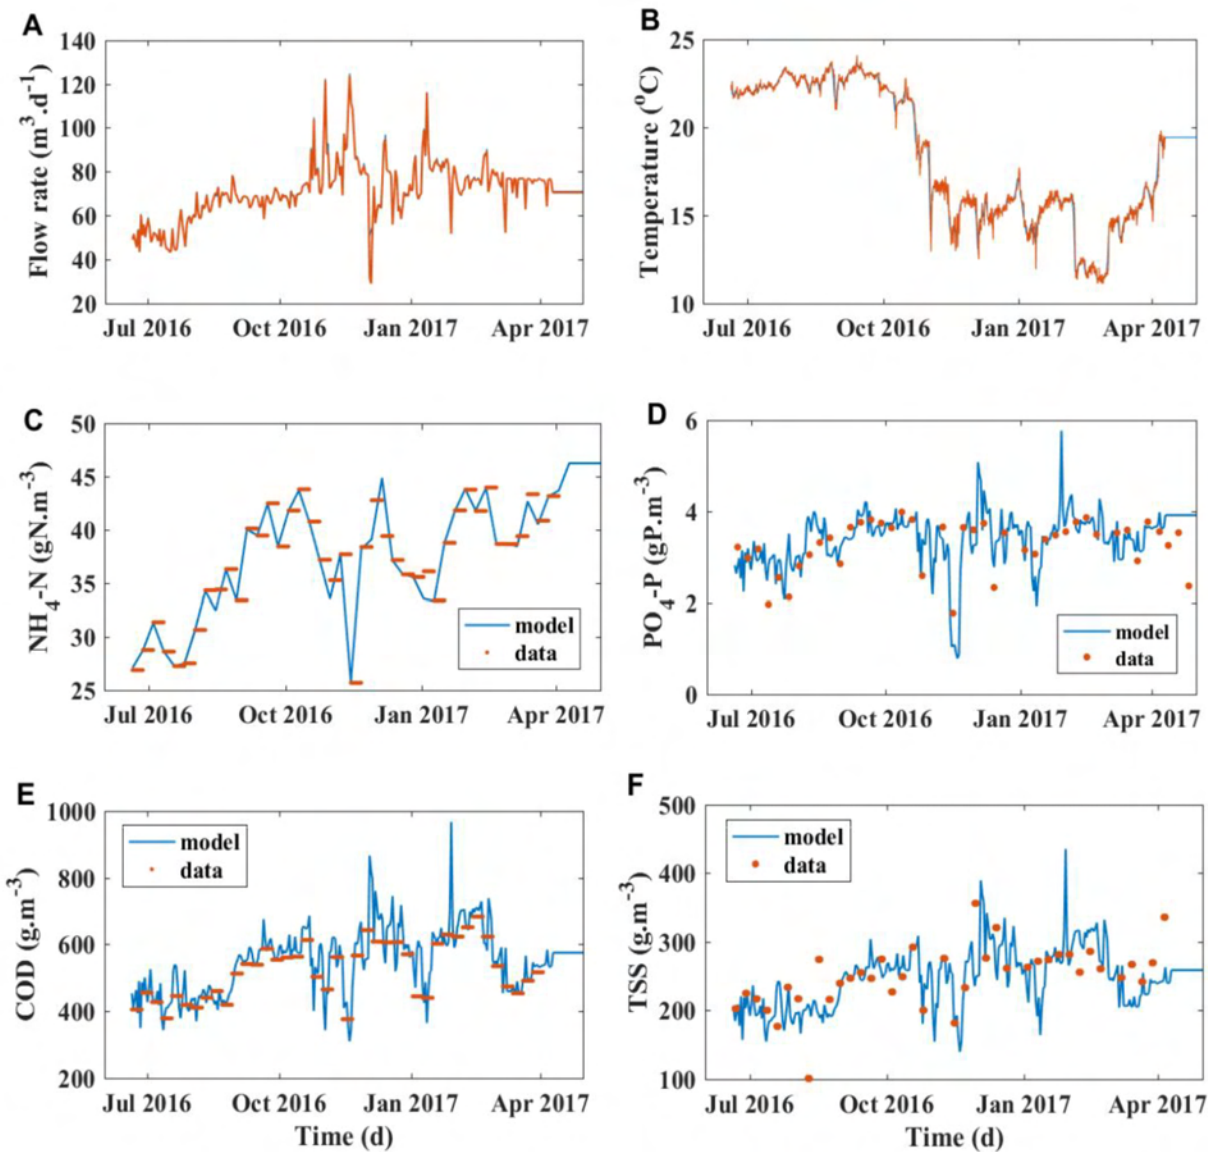 A
Flow rate (m³.d⁻¹)
140
120
100
80
60
40
20
Jul 2016 Oct 2016 Jan 2017 Apr 2017
B
Temperature (⁰C)
25
20
15
10
Jul 2016 Oct 2016 Jan 2017 Apr 2017
C
NH₄-N (gN.m⁻³)
50
45
40
35
30
25
model
data
Jul 2016 Oct 2016 Jan 2017 Apr 2017
D
PO₄-P (gP.m⁻³)
6
4
2
0
model
data
Jul 2016 Oct 2016 Jan 2017 Apr 2017
E
COD (g.m⁻³)
1000
800
600
400
200
model
data
Jul 2016 Oct 2016 Jan 2017 Apr 2017
Time (d)
F
TSS (g.m⁻³)
500
400
300
200
100
model
data
Jul 2016 Oct 2016 Jan 2017 Apr 2017
Time (d)